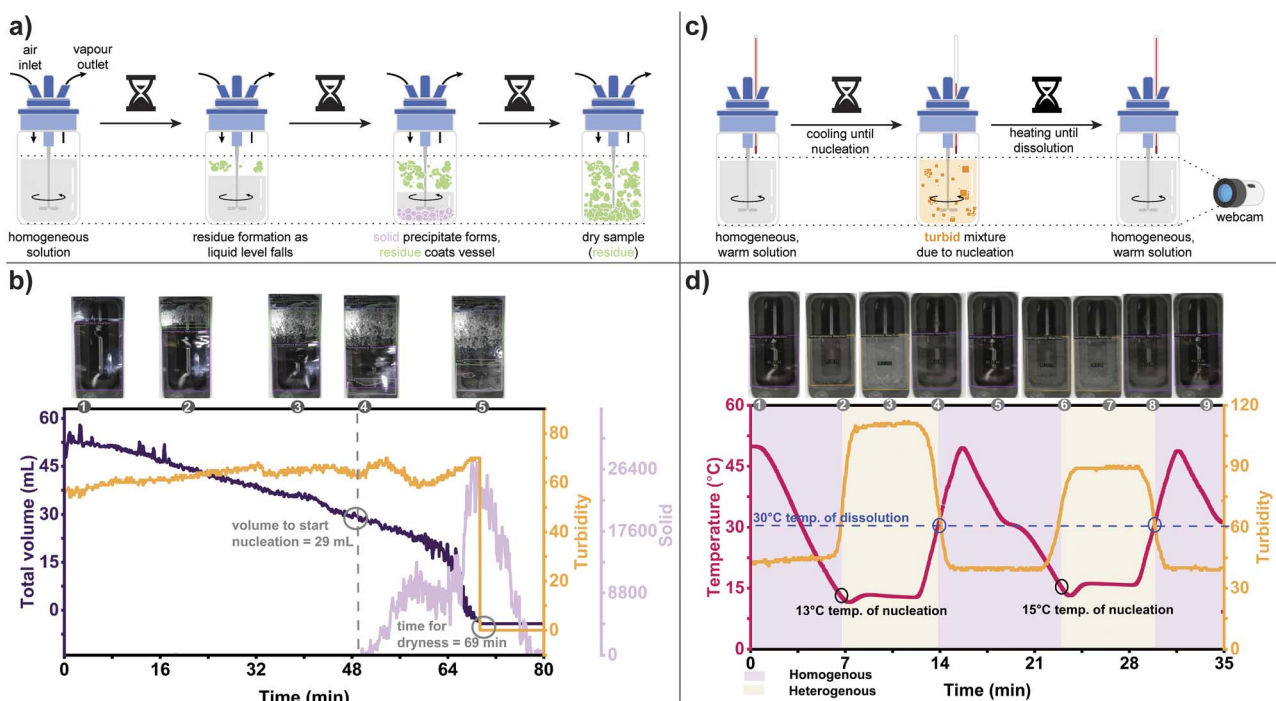 a)
air
inlet
vapour
outlet
homogeneous
solution
residue formation as
liquid level falls
solid precipitate forms,
residue coats vessel
dry sample
(residue)
c)
cooling until
nucleation
heating until
dissolution
homogeneous,
warm solution
turbid mixture
due to nucleation
homogeneous,
warm solution
webcam
b)
1 2 3 4 5
Total volume (mL)
60
45
30
15
0
volume to start
nucleation = 29 mL
time for
dryness = 69 min
80
60
40
20
0
Turbidity
26400
17600
8800
0
Solid
0 16 32 48 64 80
Time (min)
d)
1 2 3 4 5 6 7 8 9
Temperature (°C)
60
45
30
15
0
30°C temp. of dissolution
13°C temp. of nucleation
15°C temp. of nucleation
120
90
60
30
0
Turbidity
0 7 14 21 28 35
Time (min)
Homogenous
Heterogenous